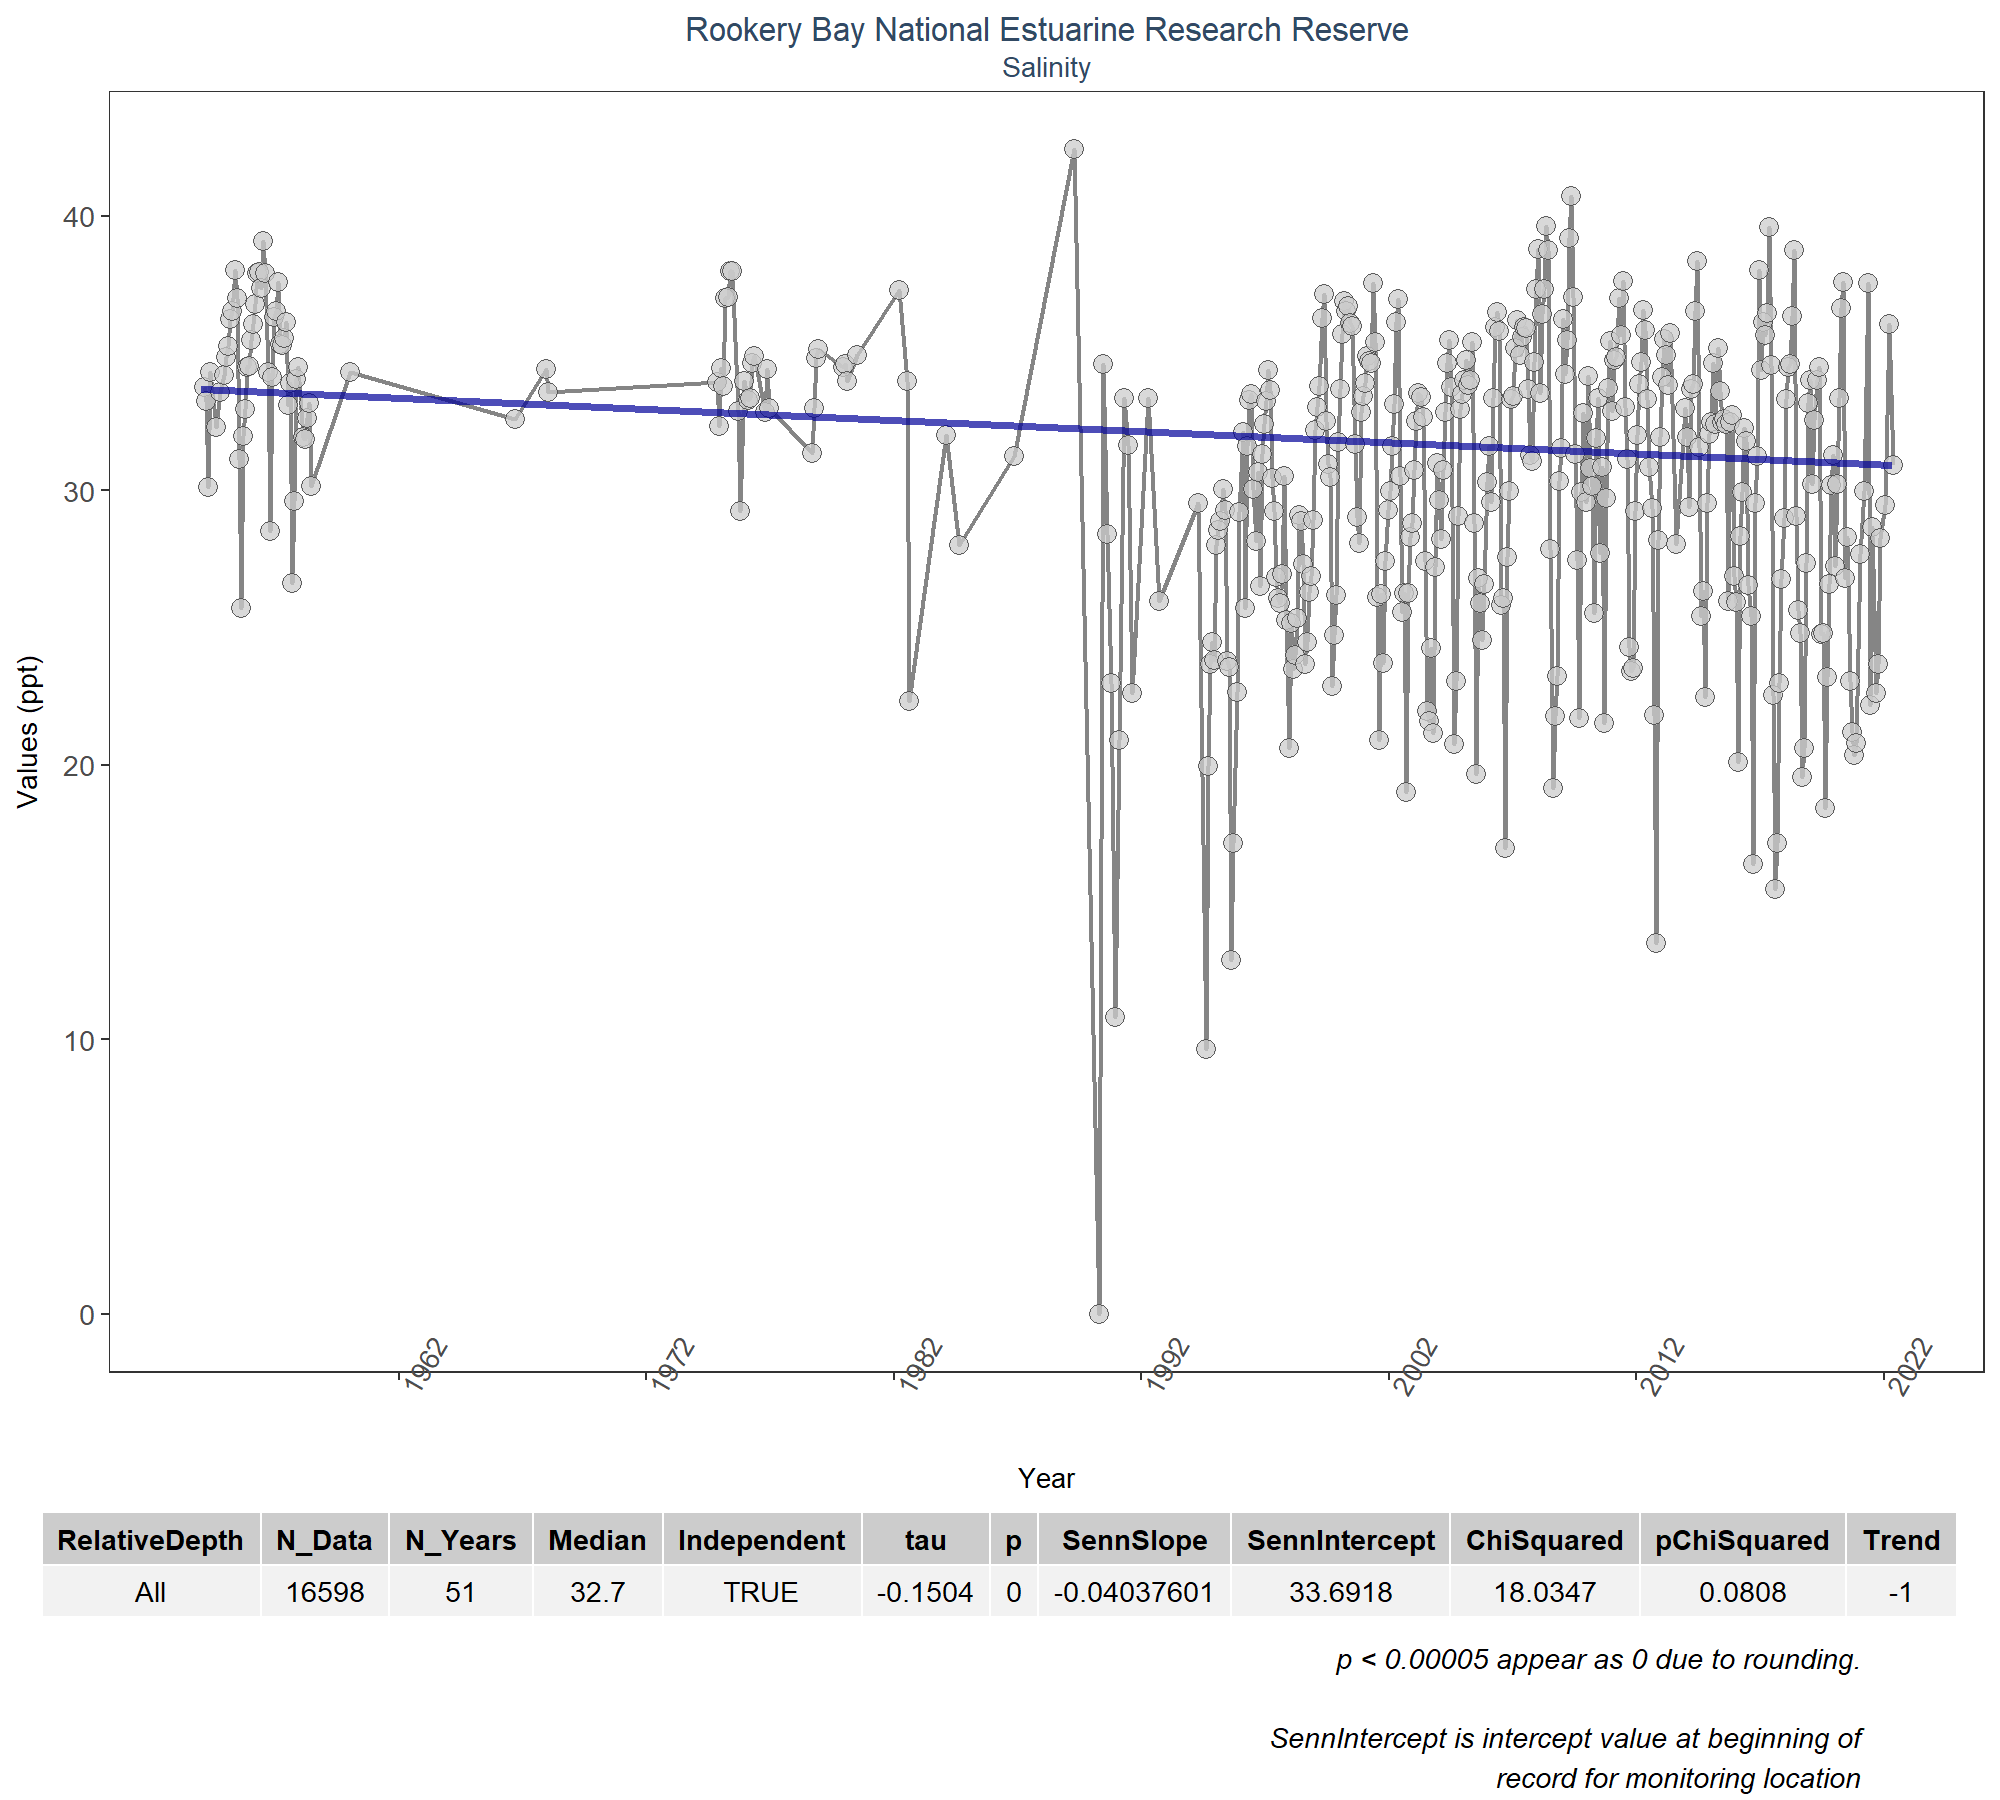 Rookery Bay National Estuarine Research Reserve
Salinity
Values (ppt)
40
30
20
10
0
1962
1972
1982
1992
2002
2012
2022
Year
RelativeDepth N_Data N_Years Median Independent tau p SennSlope SennIntercept ChiSquared pChiSquared Trend
All 16598 51 32.7 TRUE -0.1504 0 -0.04037601 33.6918 18.0347 0.0808 -1
p < 0.00005 appear as 0 due to rounding.
SennIntercept is intercept value at beginning of
record for monitoring location